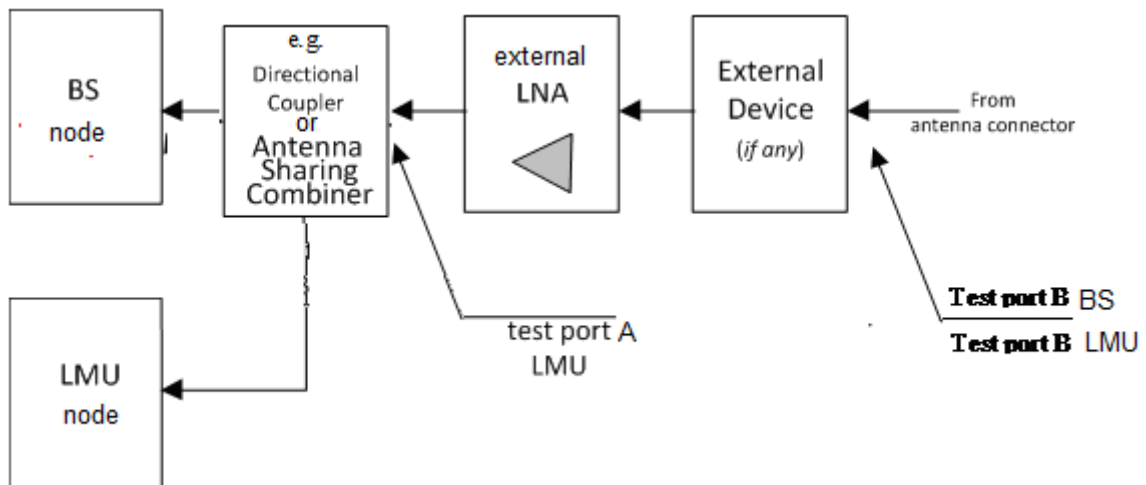 BS
node
e.g.
Directional
Coupler
or
Antenna
Sharing
Combiner
external
LNA
External
Device
(if any)
From
antenna connector
test port A
LMU
Test port B BS
Test port B LMU
LMU
node